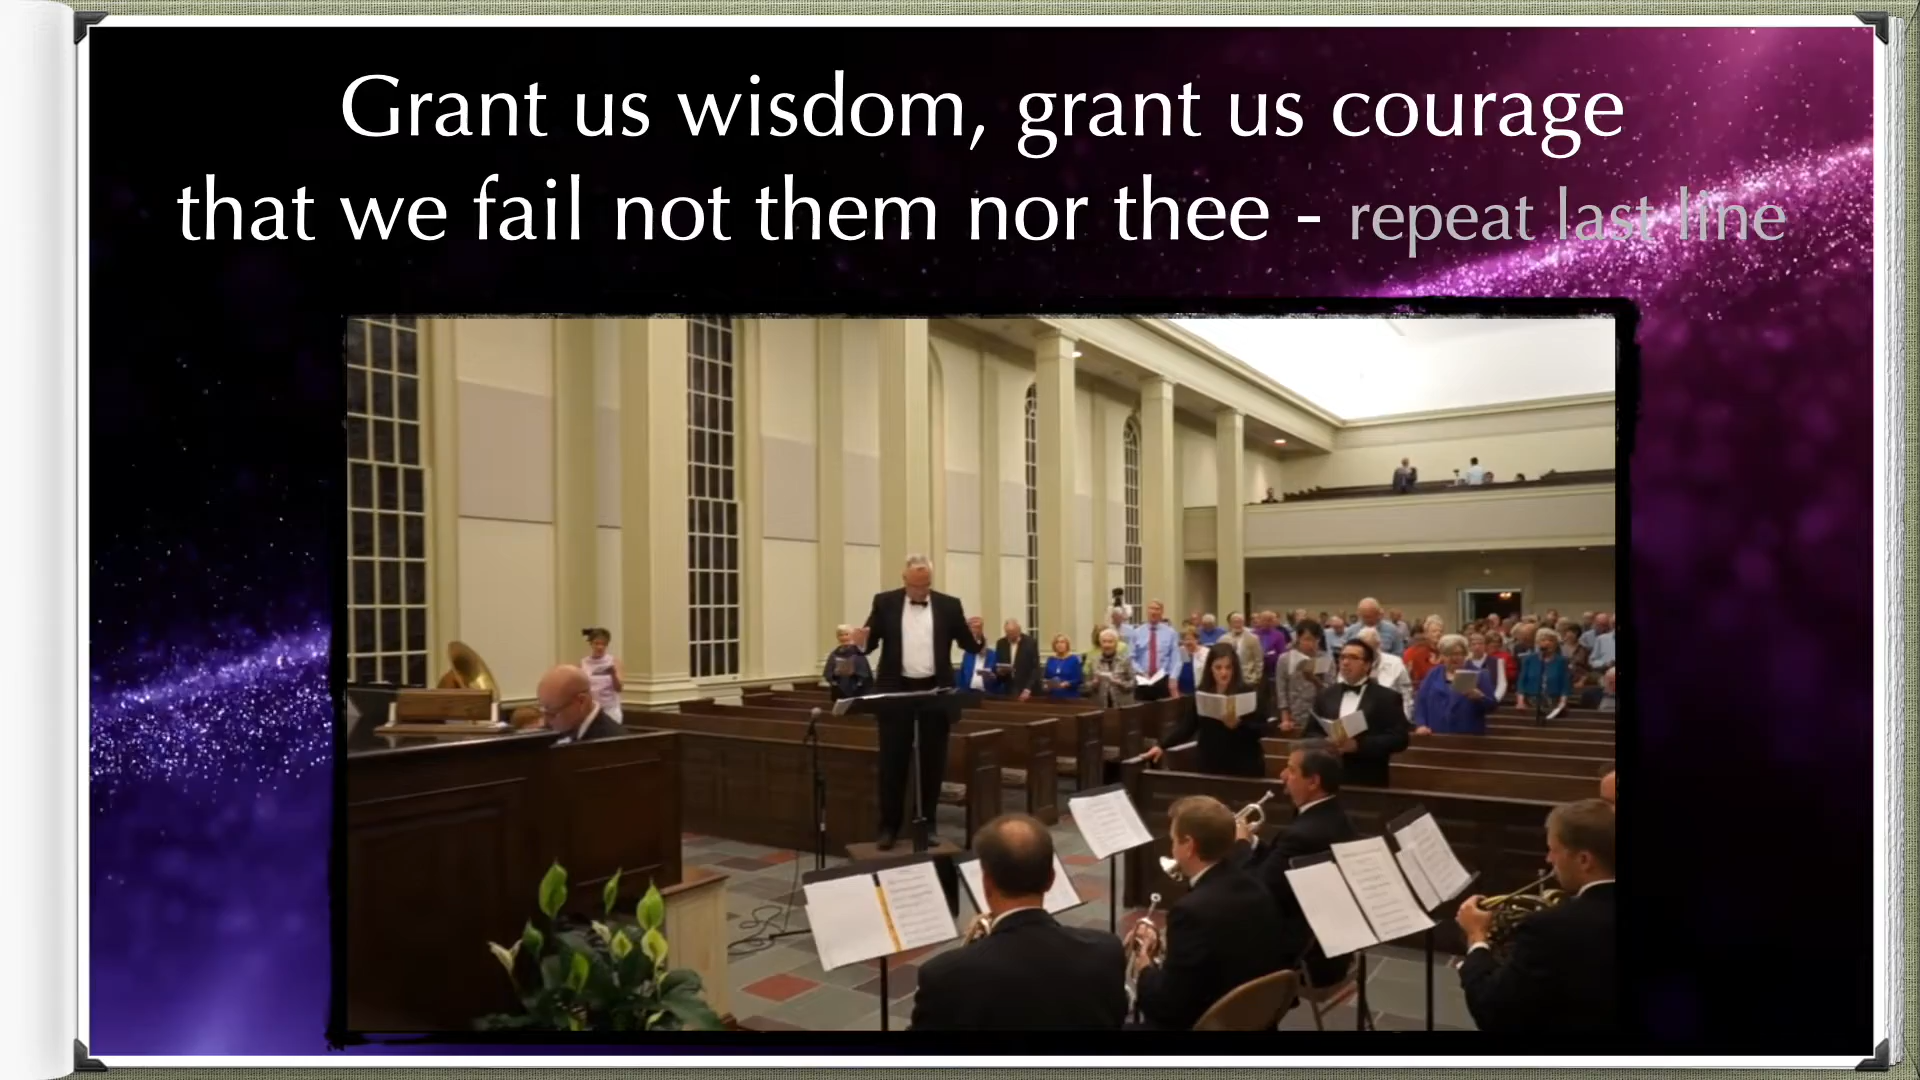 Grant us wisdom, grant us courage
that we fail not them nor thee - repeat last line